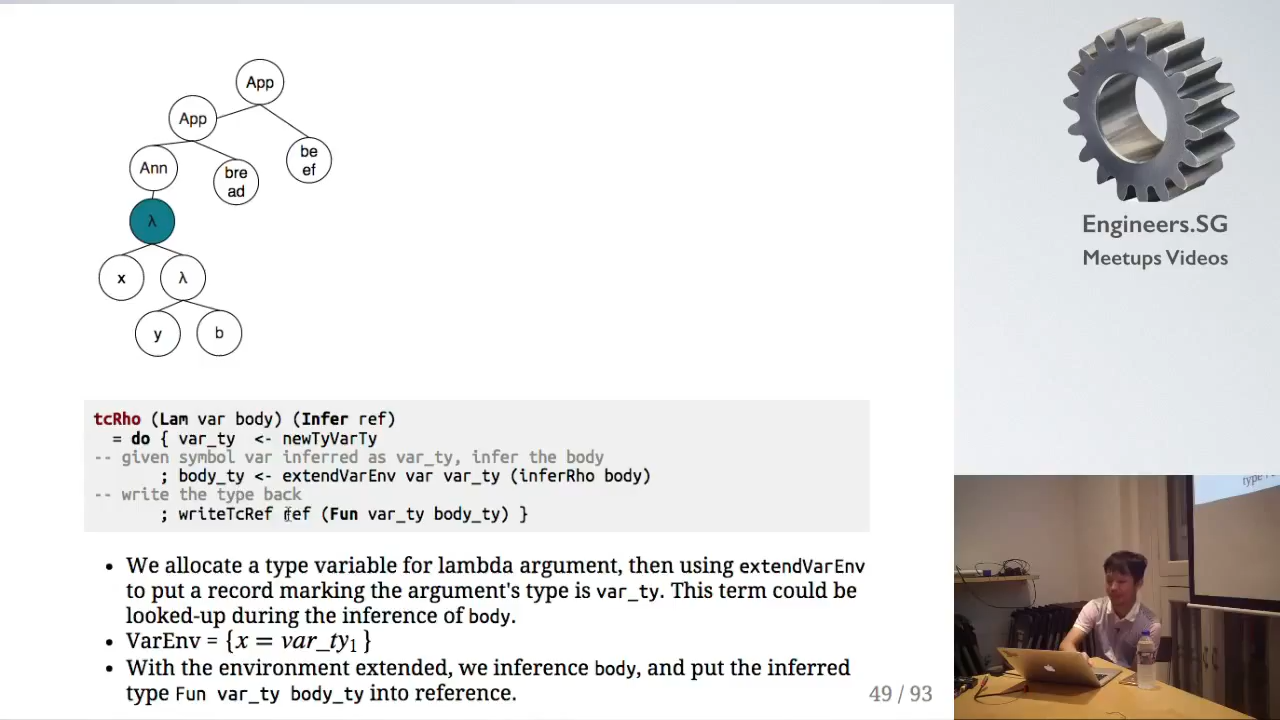 App
App
be
ef
Ann
bre
ad
λ
x
λ
y
b
tcRho (Lam var body) (Infer ref)
= do { var_ty <- newTyVarTy
-- given symbol var inferred as var_ty, infer the body
; body_ty <- extendVarEnv var var_ty (inferRho body)
-- write the type back
; writeTcRef ref (Fun var_ty body_ty) }
• We allocate a type variable for lambda argument, then using extendVarEnv
to put a record marking the argument's type is var_ty. This term could be
looked-up during the inference of body.
• VarEnv = {x = var_ty₁ }
• With the environment extended, we inference body, and put the inferred
type Fun var_ty body_ty into reference.
49 / 93
Engineers.SG
Meetups Videos
type